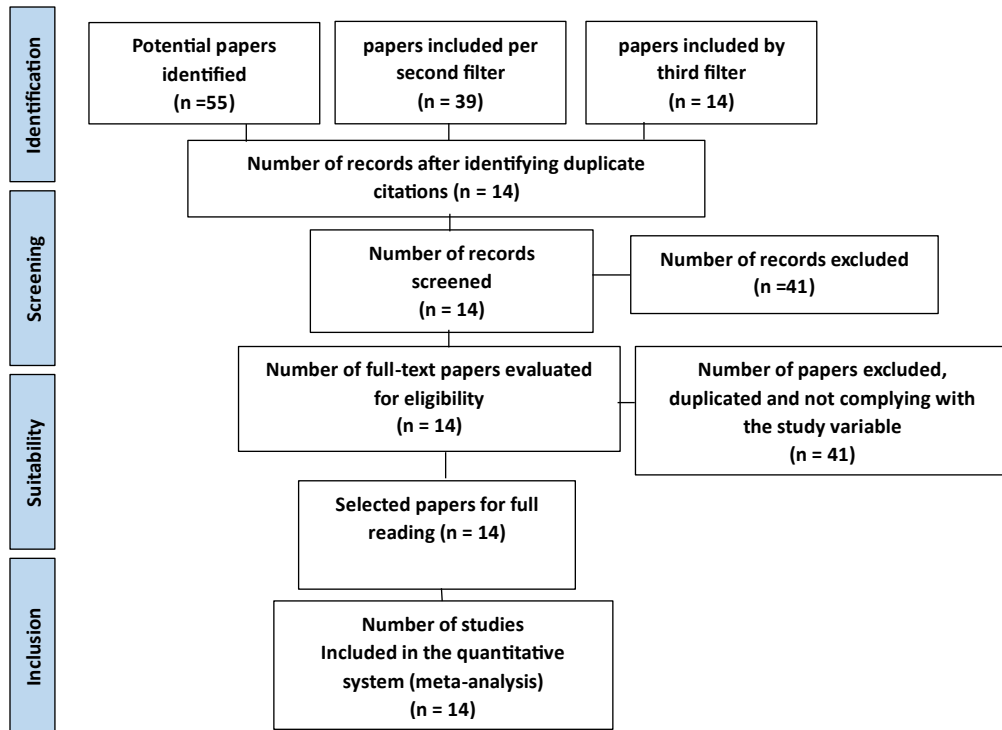 Identification
Potential papers
identified
(n =55)
papers included per
second filter
(n = 39)
papers included by
third filter
(n = 14)
Number of records after identifying duplicate
citations (n = 14)
Screening
Number of records
screened
(n = 14)
Number of records excluded
(n =41)
Suitability
Number of full-text papers evaluated
for eligibility
(n = 14)
Number of papers excluded,
duplicated and not complying with
the study variable
(n = 41)
Selected papers for full
reading (n = 14)
Inclusion
Number of studies
Included in the quantitative
system (meta-analysis)
(n = 14)